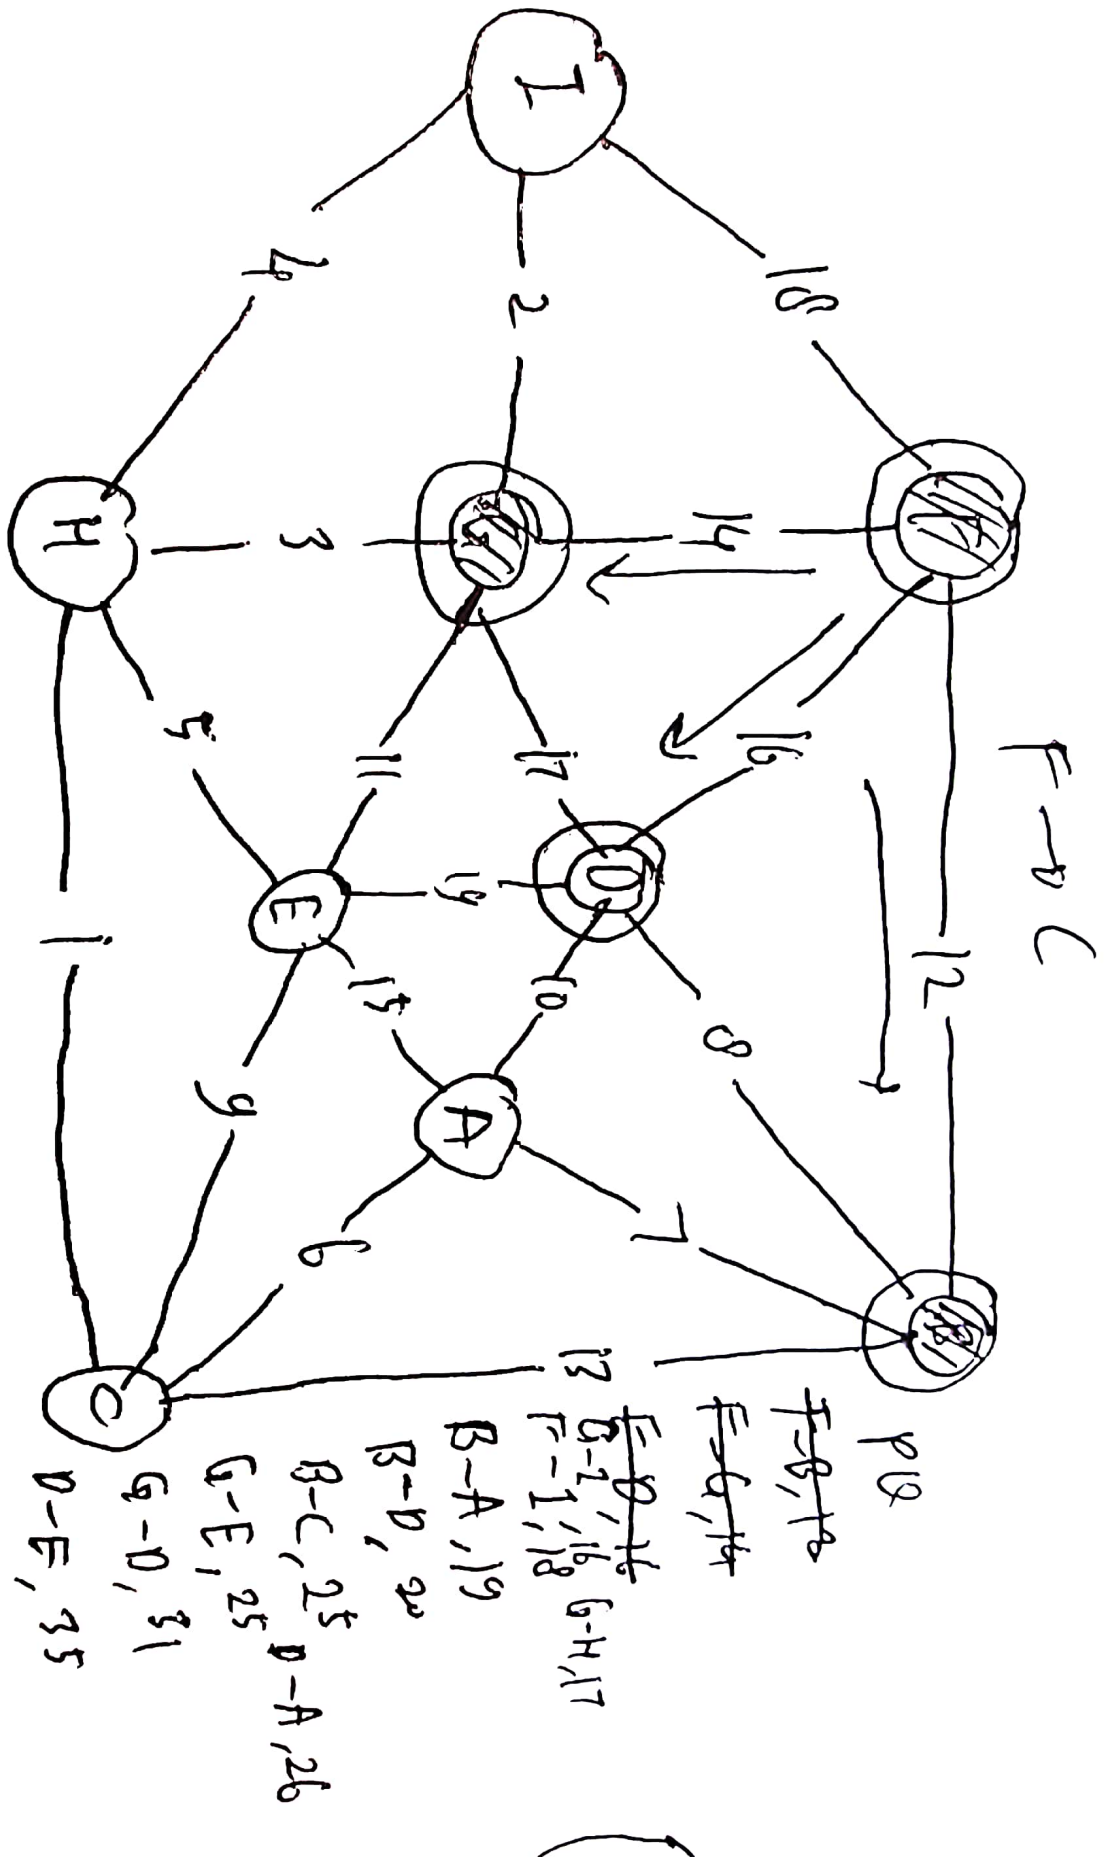 F → C
F 12 B
18 16 8
14 7
I 2 G 17 D 10 A 13
11 19 15 6
4 3 5 E 9
H 1 C
PQ
F-B, 12
F-G, 14
F-D, 16
G-I, 16 G-H, 17
F-I, 18
B-A, 19
B-D, 20
B-C, 25 D-A, 26
G-E, 25
G-D, 31
D-E, 35